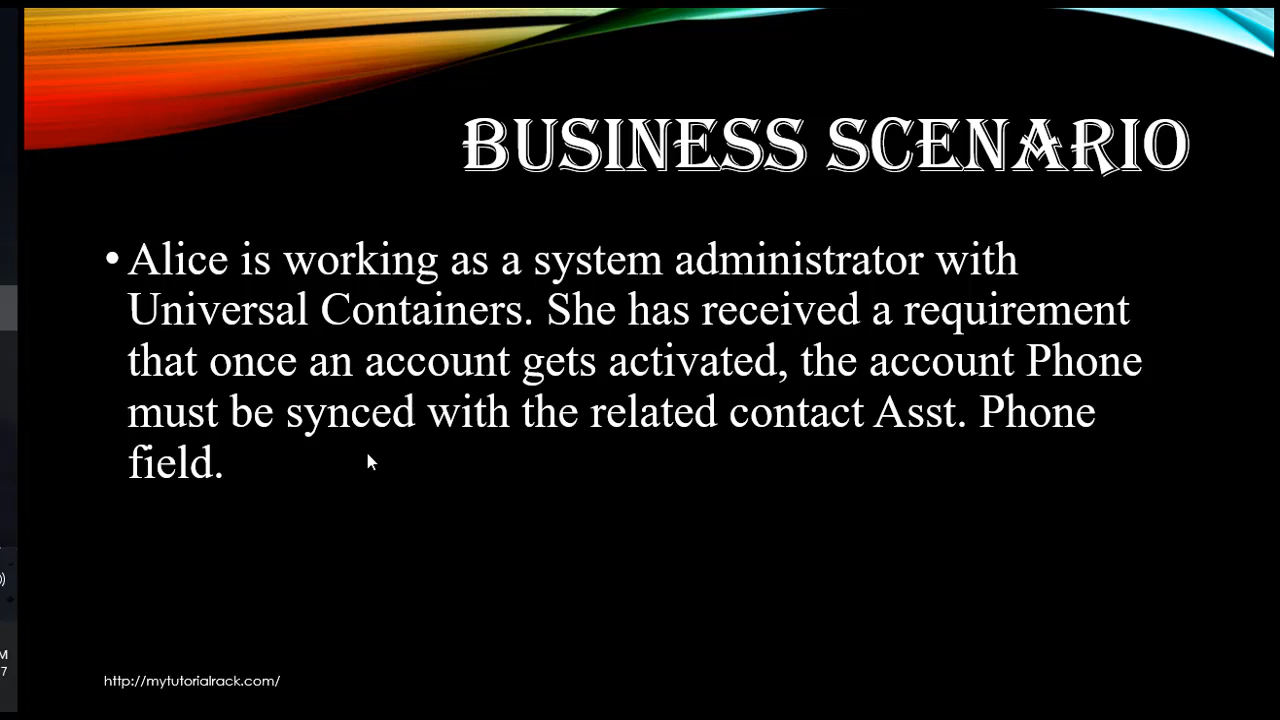 BUSINESS SCENARIO
• Alice is working as a system administrator with
Universal Containers. She has received a requirement
that once an account gets activated, the account Phone
must be synced with the related contact Asst. Phone
field.
M
7
http://mytutorialrack.com/